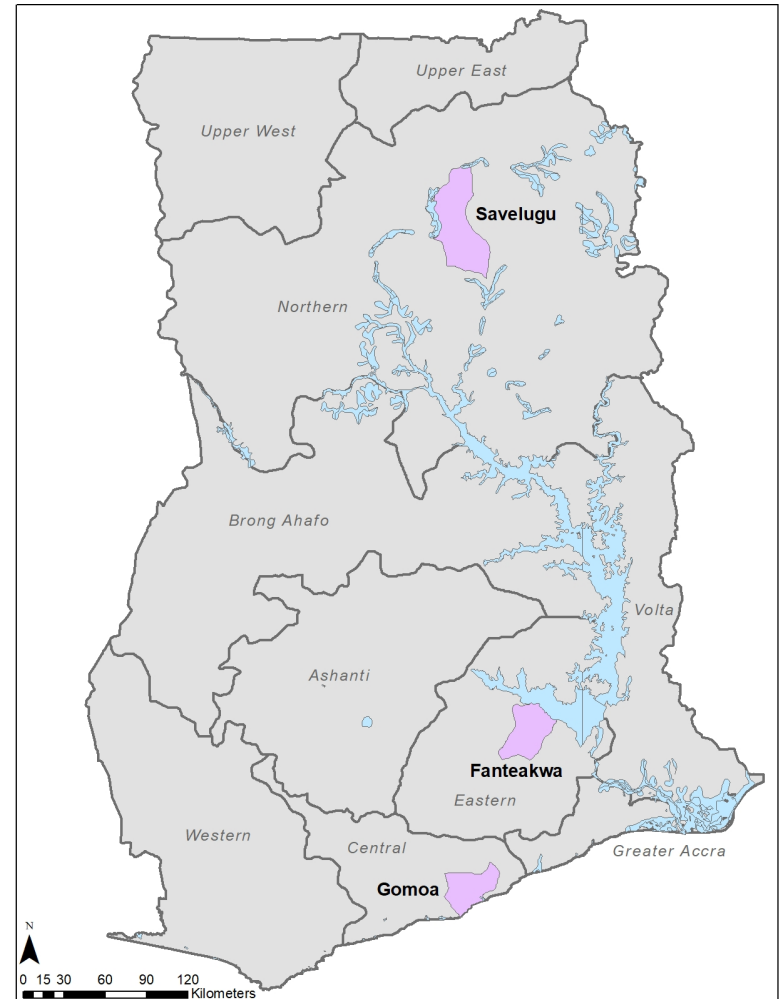 Upper East
Upper West
Savelugu
Northern
Brong Ahafo
Volta
Ashanti
Fanteakwa
Eastern
Western
Central
Greater Accra
Gomoa
N
0 15 30 60 90 120
Kilometers